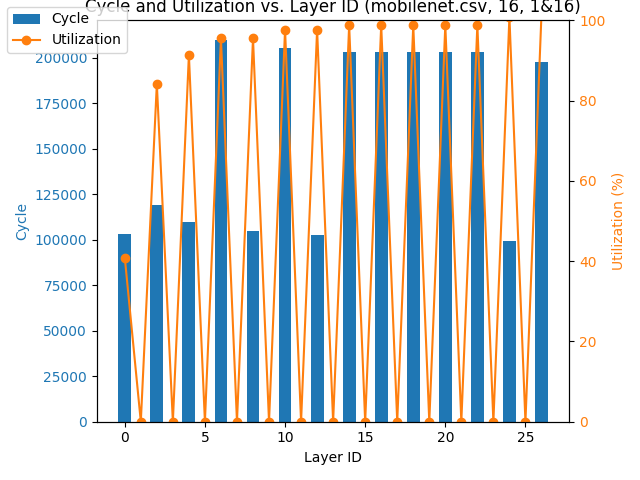 Cycle and Utilization vs. Layer ID (mobilenet.csv, 16, 1&16)
Cycle
Utilization
200000
175000
150000
125000
100000
75000
50000
25000
0
Cycle
100
80
60
40
20
0
Utilization (%)
0 5 10 15 20 25
Layer ID